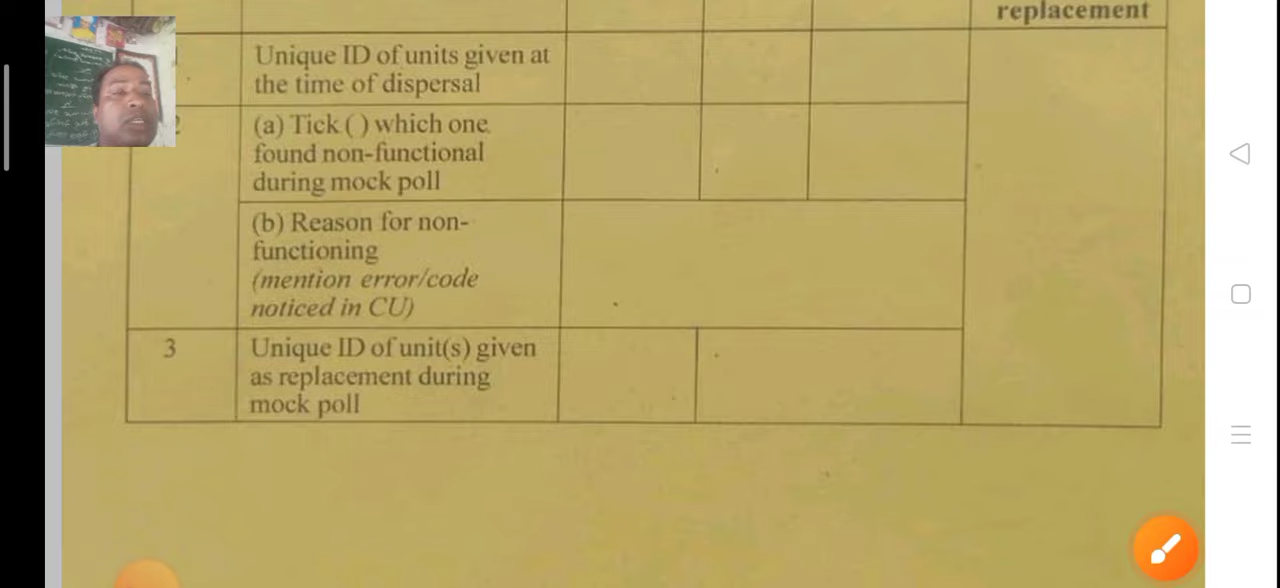 replacement
Unique ID of units given at
the time of dispersal
(a) Tick ( ) which one
found non-functional
during mock poll
(b) Reason for non-
functioning
(mention error/code
noticed in CU)
3
Unique ID of unit(s) given
as replacement during
mock poll